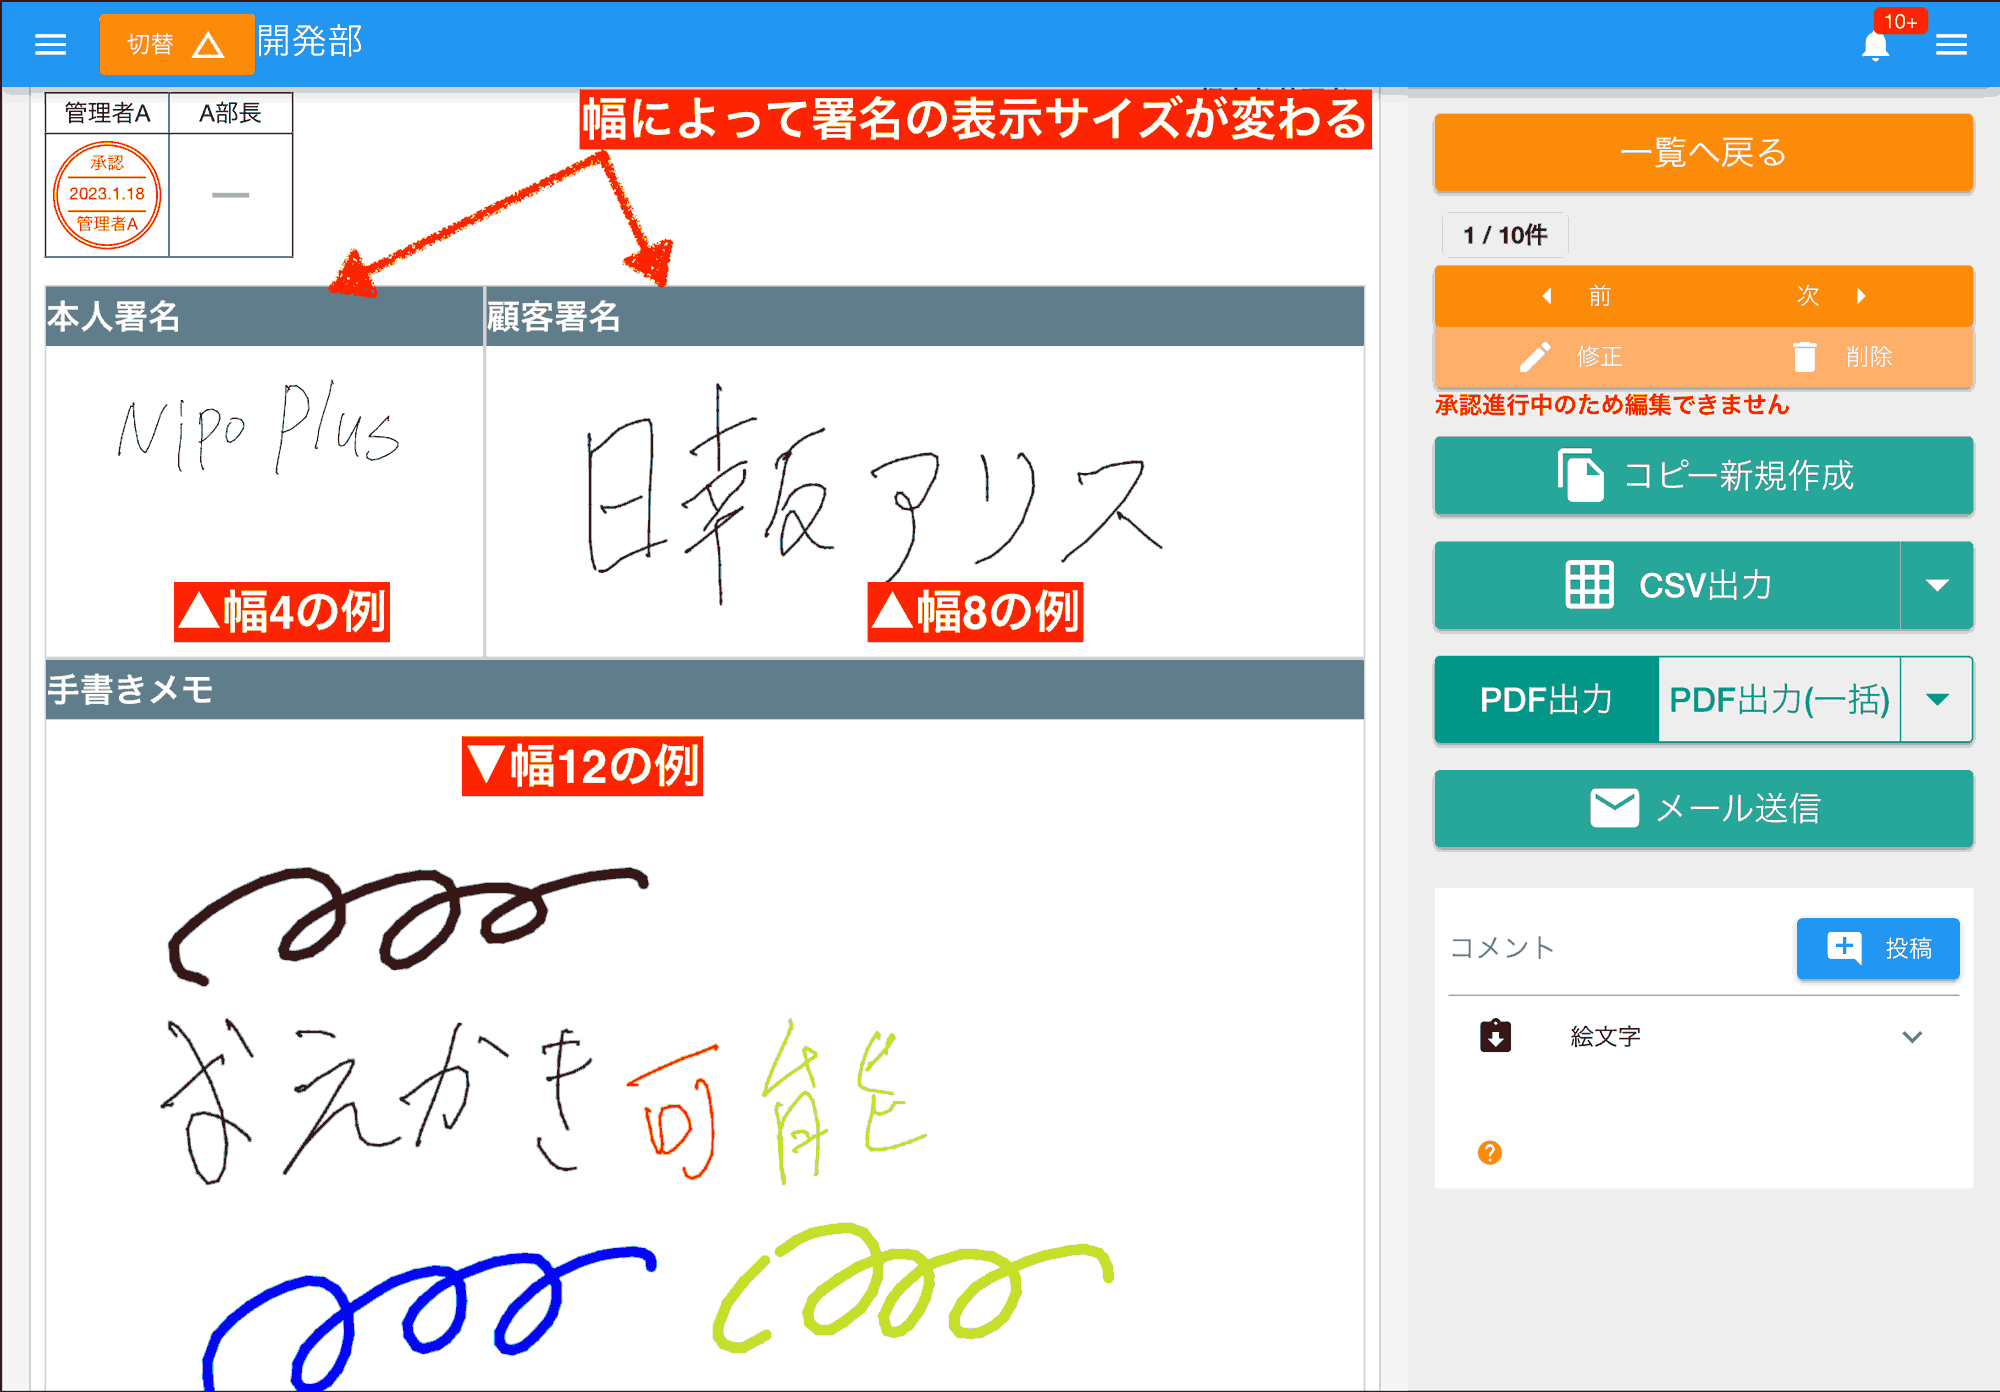 切替 開発部
10+
管理者A A部長
承認
2023.1.18
管理者A
幅によって署名の表示サイズが変わる
本人署名 顧客署名
Nipo Plus
日報アリス
▲幅4の例
▲幅8の例
手書きメモ
▼幅12の例
おえかき可能
一覧へ戻る
1 / 10件
前 次
修正 削除
承認進行中のため編集できません
コピー新規作成
CSV出力
PDF出力 PDF出力(一括)
メール送信
コメント 投稿
絵文字
?